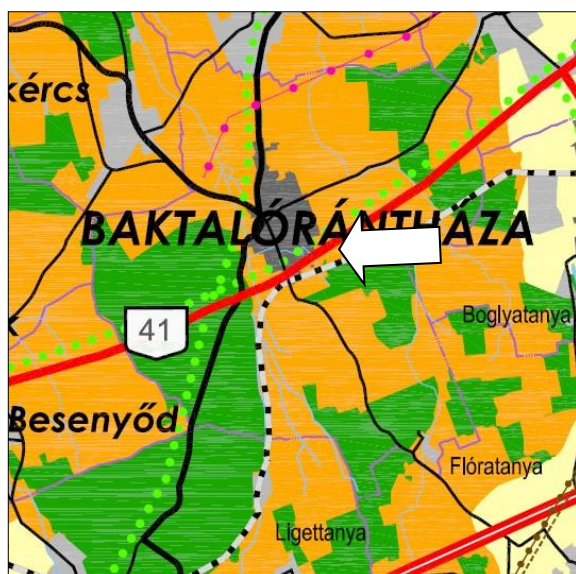 kércs
BAKTALÓRÁNTHÁZA
Boglyatanya
41
Besenyőd
Flóratanya
Ligettanya